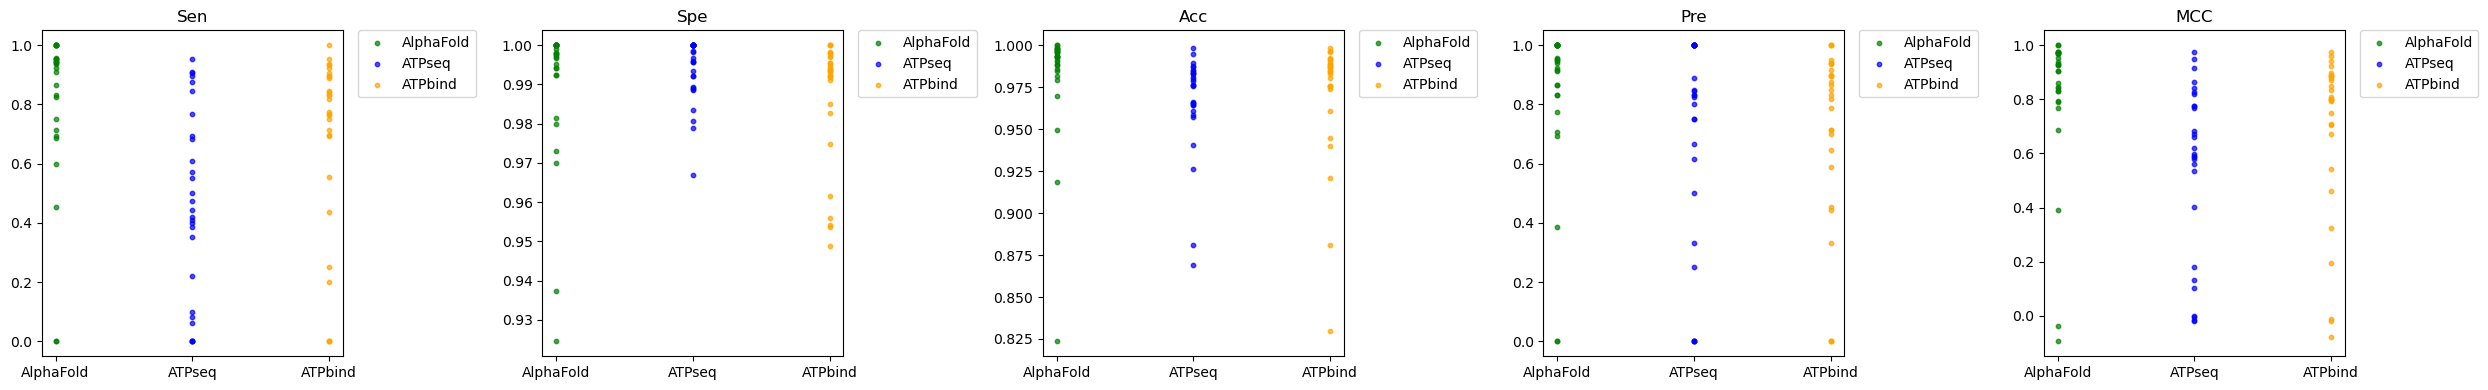 Sen
1.0
0.8
0.6
0.4
0.2
0.0
AlphaFold
ATPseq
ATPbind
AlphaFold
ATPseq
ATPbind
Spe
1.00
0.99
0.98
0.97
0.96
0.95
0.94
0.93
AlphaFold
ATPseq
ATPbind
AlphaFold
ATPseq
ATPbind
Acc
1.000
0.975
0.950
0.925
0.900
0.875
0.850
0.825
AlphaFold
ATPseq
ATPbind
AlphaFold
ATPseq
ATPbind
Pre
1.0
0.8
0.6
0.4
0.2
0.0
AlphaFold
ATPseq
ATPbind
AlphaFold
ATPseq
ATPbind
MCC
1.0
0.8
0.6
0.4
0.2
0.0
AlphaFold
ATPseq
ATPbind
AlphaFold
ATPseq
ATPbind